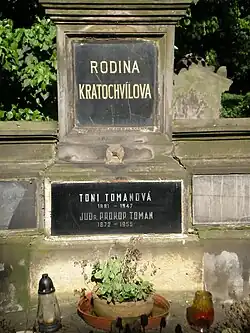 RODINA
KRATOCHVÍLOVA
TONI TOMANOVÁ
1881 - 1947
JUDR. PROKOP TOMAN
1872 - 1955